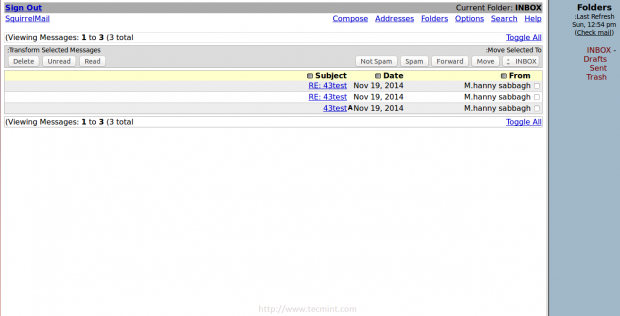 Sign Out Current Folder: INBOX
SquirrelMail Compose Addresses Folders Options Search Help
(Viewing Messages: 1 to 3 (3 total Toggle All
:Transform Selected Messages :Move Selected To
Delete Unread Read Not Spam Spam Forward Move INBOX
Subject Date From
RE: 43test Nov 19, 2014 M.hanny sabbagh
RE: 43test Nov 19, 2014 M.hanny sabbagh
43test A Nov 19, 2014 M.hanny sabbagh
(Viewing Messages: 1 to 3 (3 total Toggle All
Folders
:Last Refresh
Sun, 12:54 pm
(Check mail)
INBOX -
Drafts
Sent
Trash
http://www.tecmint.com